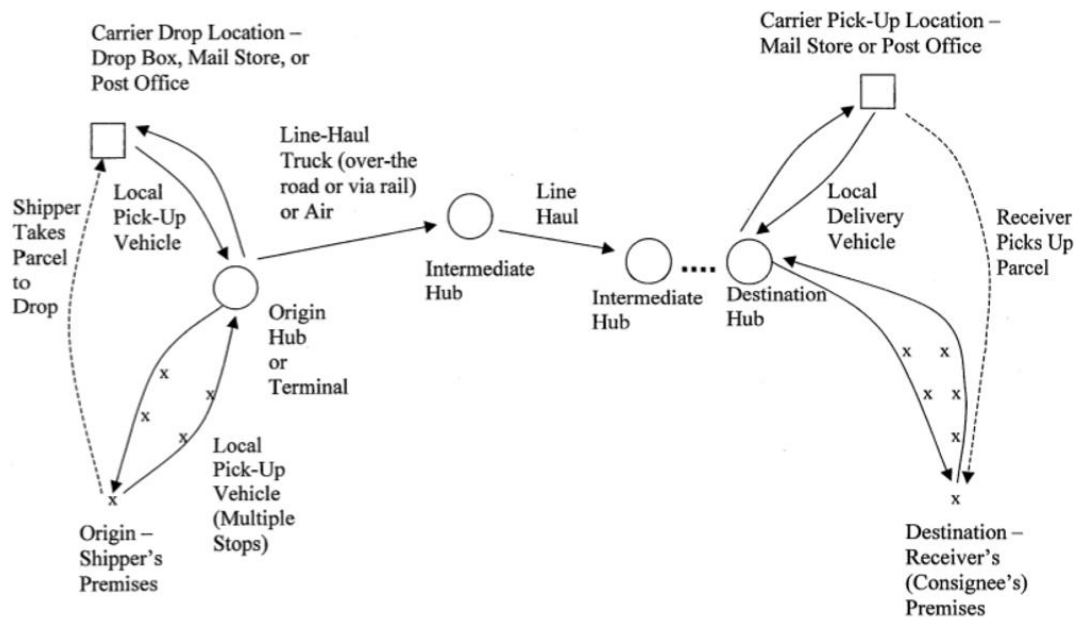 Carrier Drop Location –
Drop Box, Mail Store, or
Post Office
Carrier Pick-Up Location –
Mail Store or Post Office
Line-Haul
Truck (over-the
road or via rail)
or Air
Shipper
Takes
Parcel
to
Drop
Local
Pick-Up
Vehicle
Line
Haul
Local
Delivery
Vehicle
Receiver
Picks Up
Parcel
Intermediate
Hub
Intermediate
Hub
Destination
Hub
Origin
Hub
or
Terminal
x
x
x
x
x
x
x
x
x
x
x
Local
Pick-Up
Vehicle
(Multiple
Stops)
Origin –
Shipper's
Premises
Destination –
Receiver's
(Consignee's)
Premises